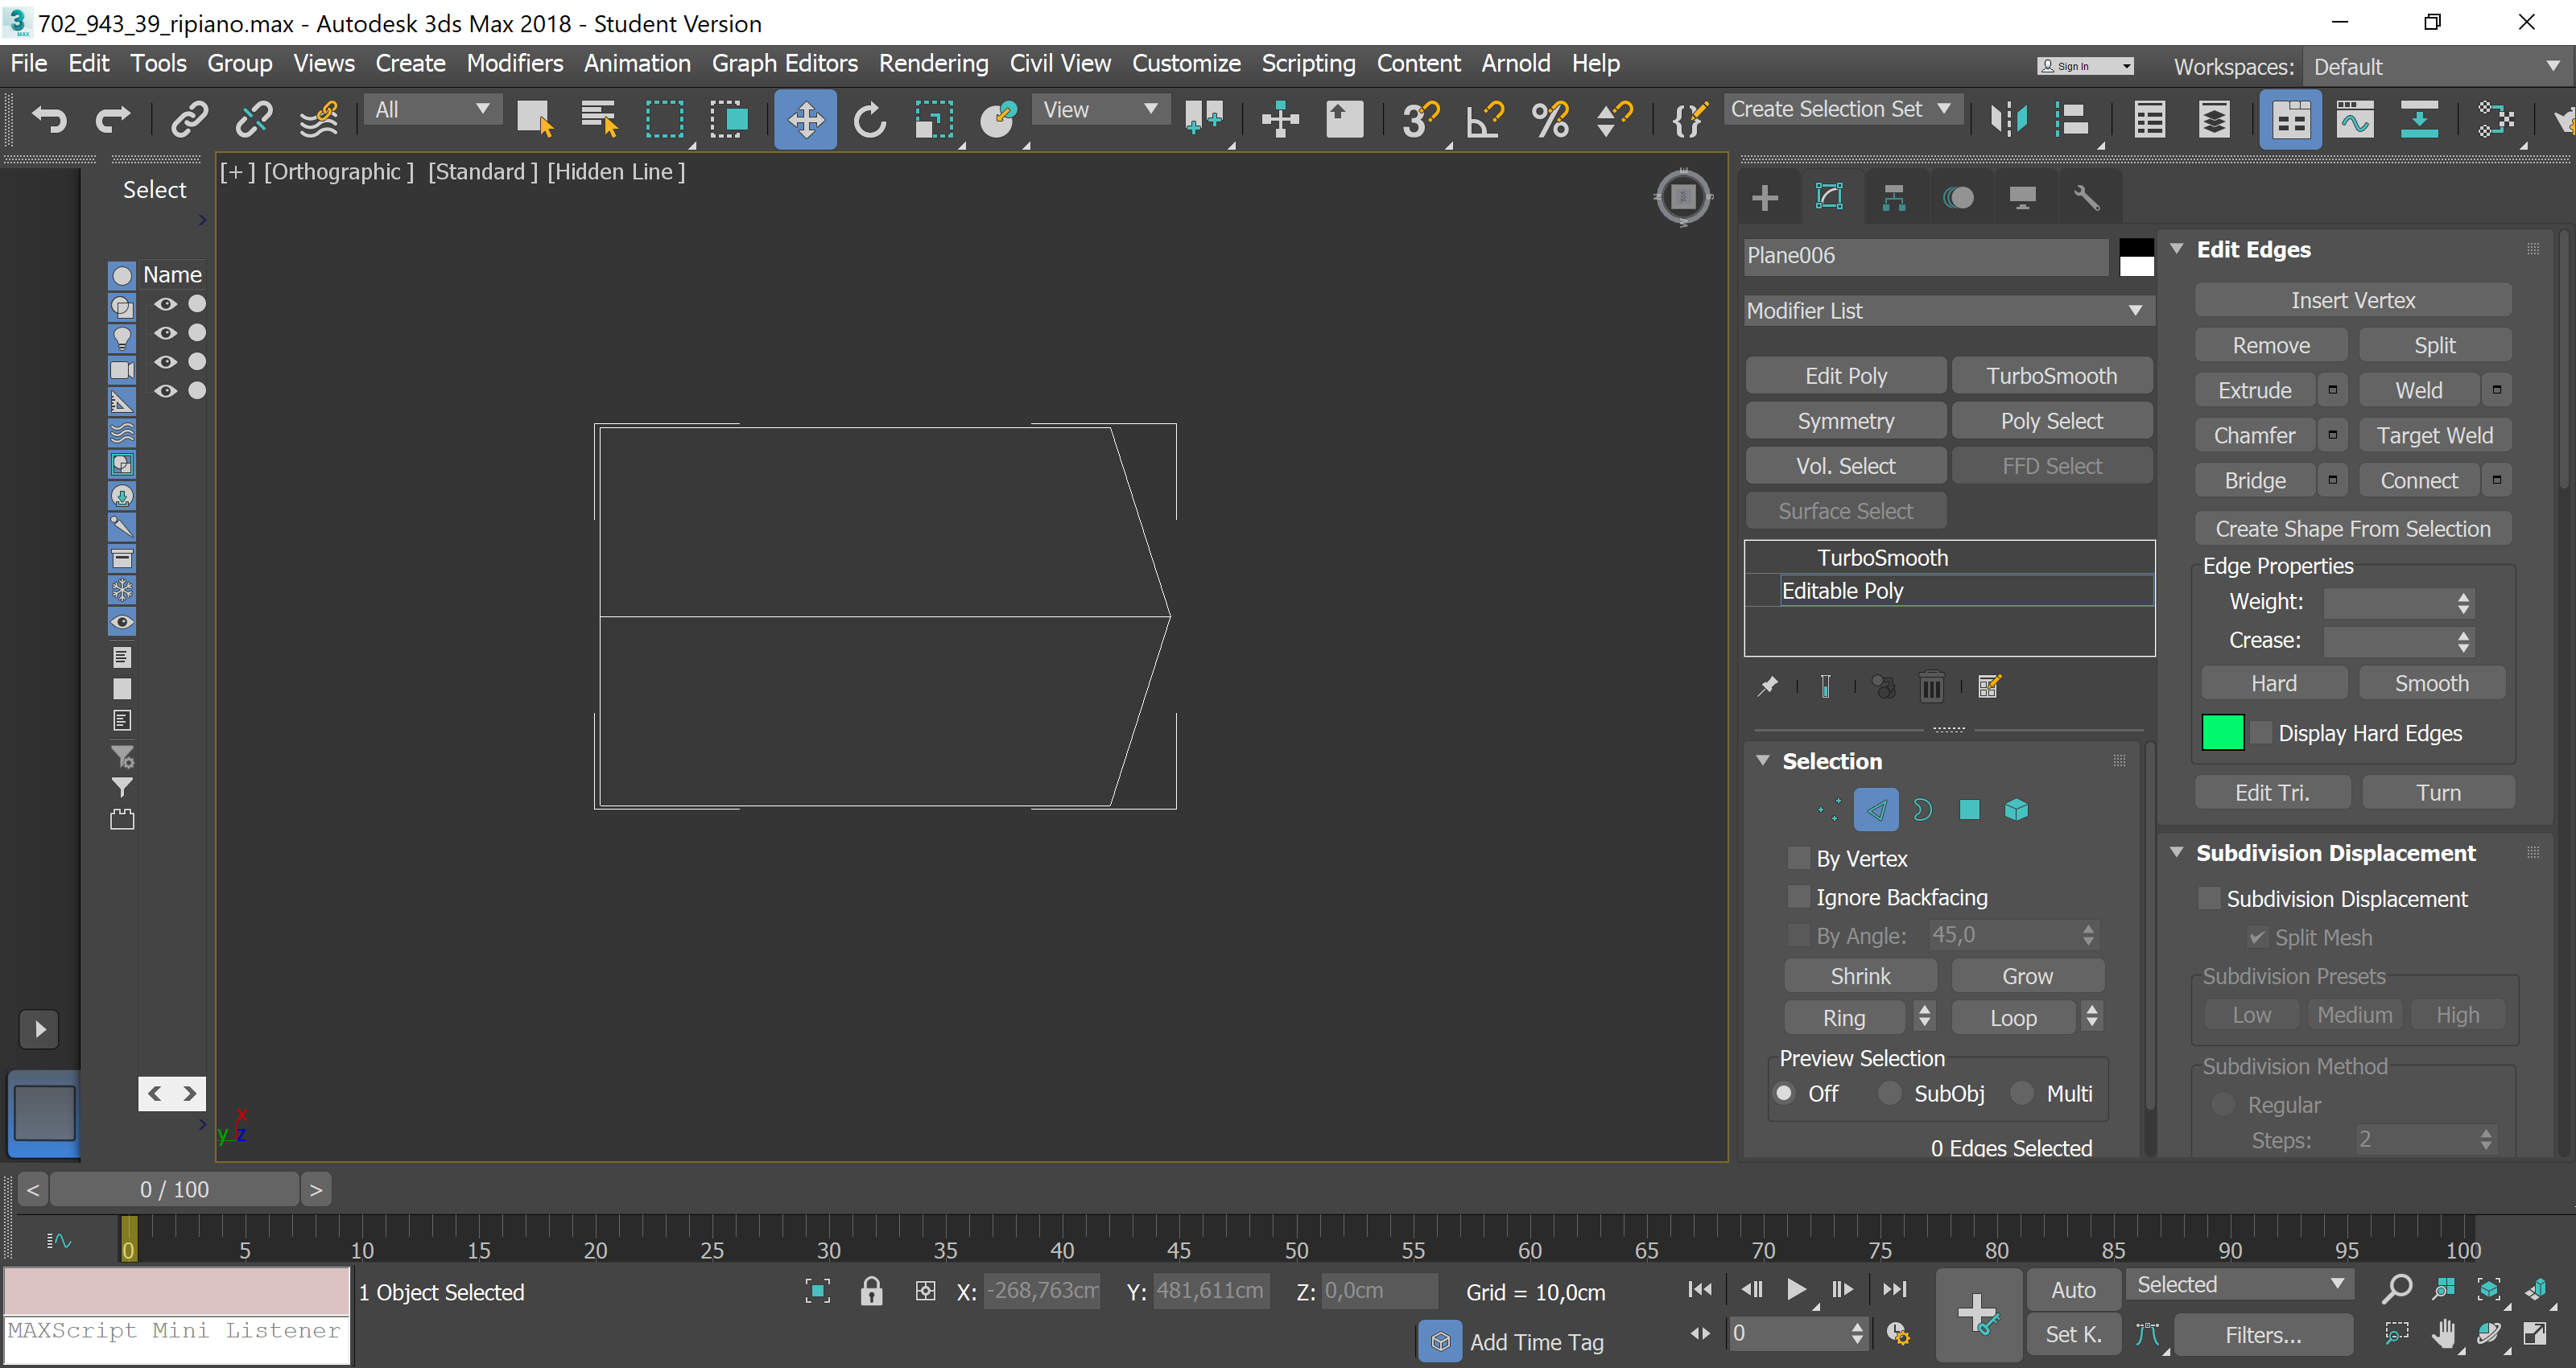 702_943_39_ripiano.max - Autodesk 3ds Max 2018 - Student Version
File Edit Tools Group Views Create Modifiers Animation Graph Editors Rendering Civil View Customize Scripting Content Arnold Help
Sign In
Workspaces: Default
All
View
Create Selection Set
Select
[+] [Orthographic] [Standard] [Hidden Line]
Name
Plane006
Modifier List
Edit Poly TurboSmooth
Symmetry Poly Select
Vol. Select FFD Select
Surface Select
TurboSmooth
Editable Poly
Selection
By Vertex
Ignore Backfacing
By Angle: 45,0
Shrink Grow
Ring Loop
Preview Selection
Off SubObj Multi
0 Edges Selected
Edit Edges
Insert Vertex
Remove Split
Extrude Weld
Chamfer Target Weld
Bridge Connect
Create Shape From Selection
Edge Properties
Weight:
Crease:
Hard Smooth
Display Hard Edges
Edit Tri. Turn
Subdivision Displacement
Subdivision Displacement
Split Mesh
Subdivision Presets
Low Medium High
Subdivision Method
Regular
Steps: 2
x
y z
< 0 / 100 >
0 5 10 15 20 25 30 35 40 45 50 55 60 65 70 75 80 85 90 95 100
1 Object Selected
X: -268,763cm Y: 481,611cm Z: 0,0cm Grid = 10,0cm
Auto Selected
MAXScript Mini Listener
Add Time Tag
0
Set K. Filters...